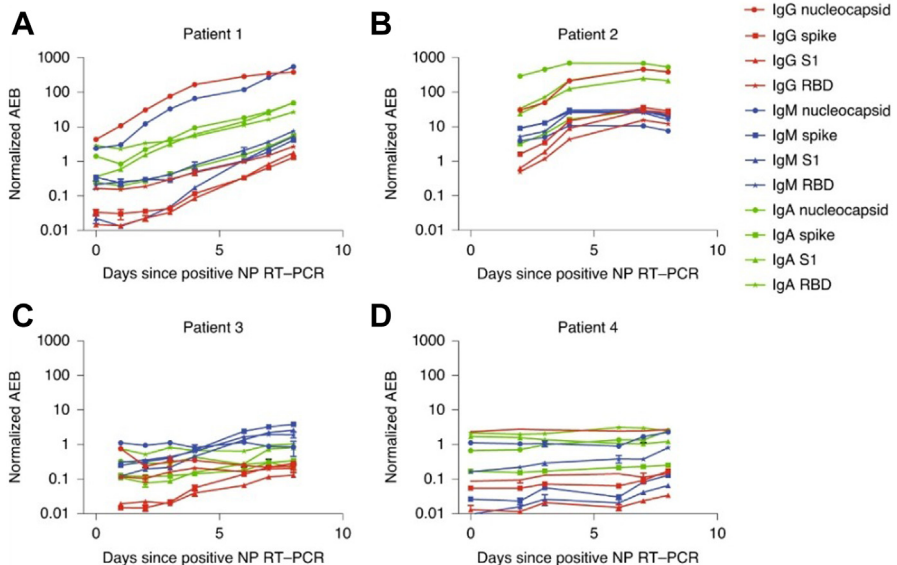 A
Patient 1
Normalized AEB
1000
100
10
1
0.1
0.01
0
5
10
Days since positive NP RT–PCR
B
Patient 2
Normalized AEB
1000
100
10
1
0.1
0.01
0
5
10
Days since positive NP RT–PCR
IgG nucleocapsid
IgG spike
IgG S1
IgG RBD
IgM nucleocapsid
IgM spike
IgM S1
IgM RBD
IgA nucleocapsid
IgA spike
IgA S1
IgA RBD
C
Patient 3
Normalized AEB
1000
100
10
1
0.1
0.01
0
5
10
Days since positive NP RT–PCR
D
Patient 4
Normalized AEB
1000
100
10
1
0.1
0.01
0
5
10
Days since positive NP RT–PCR